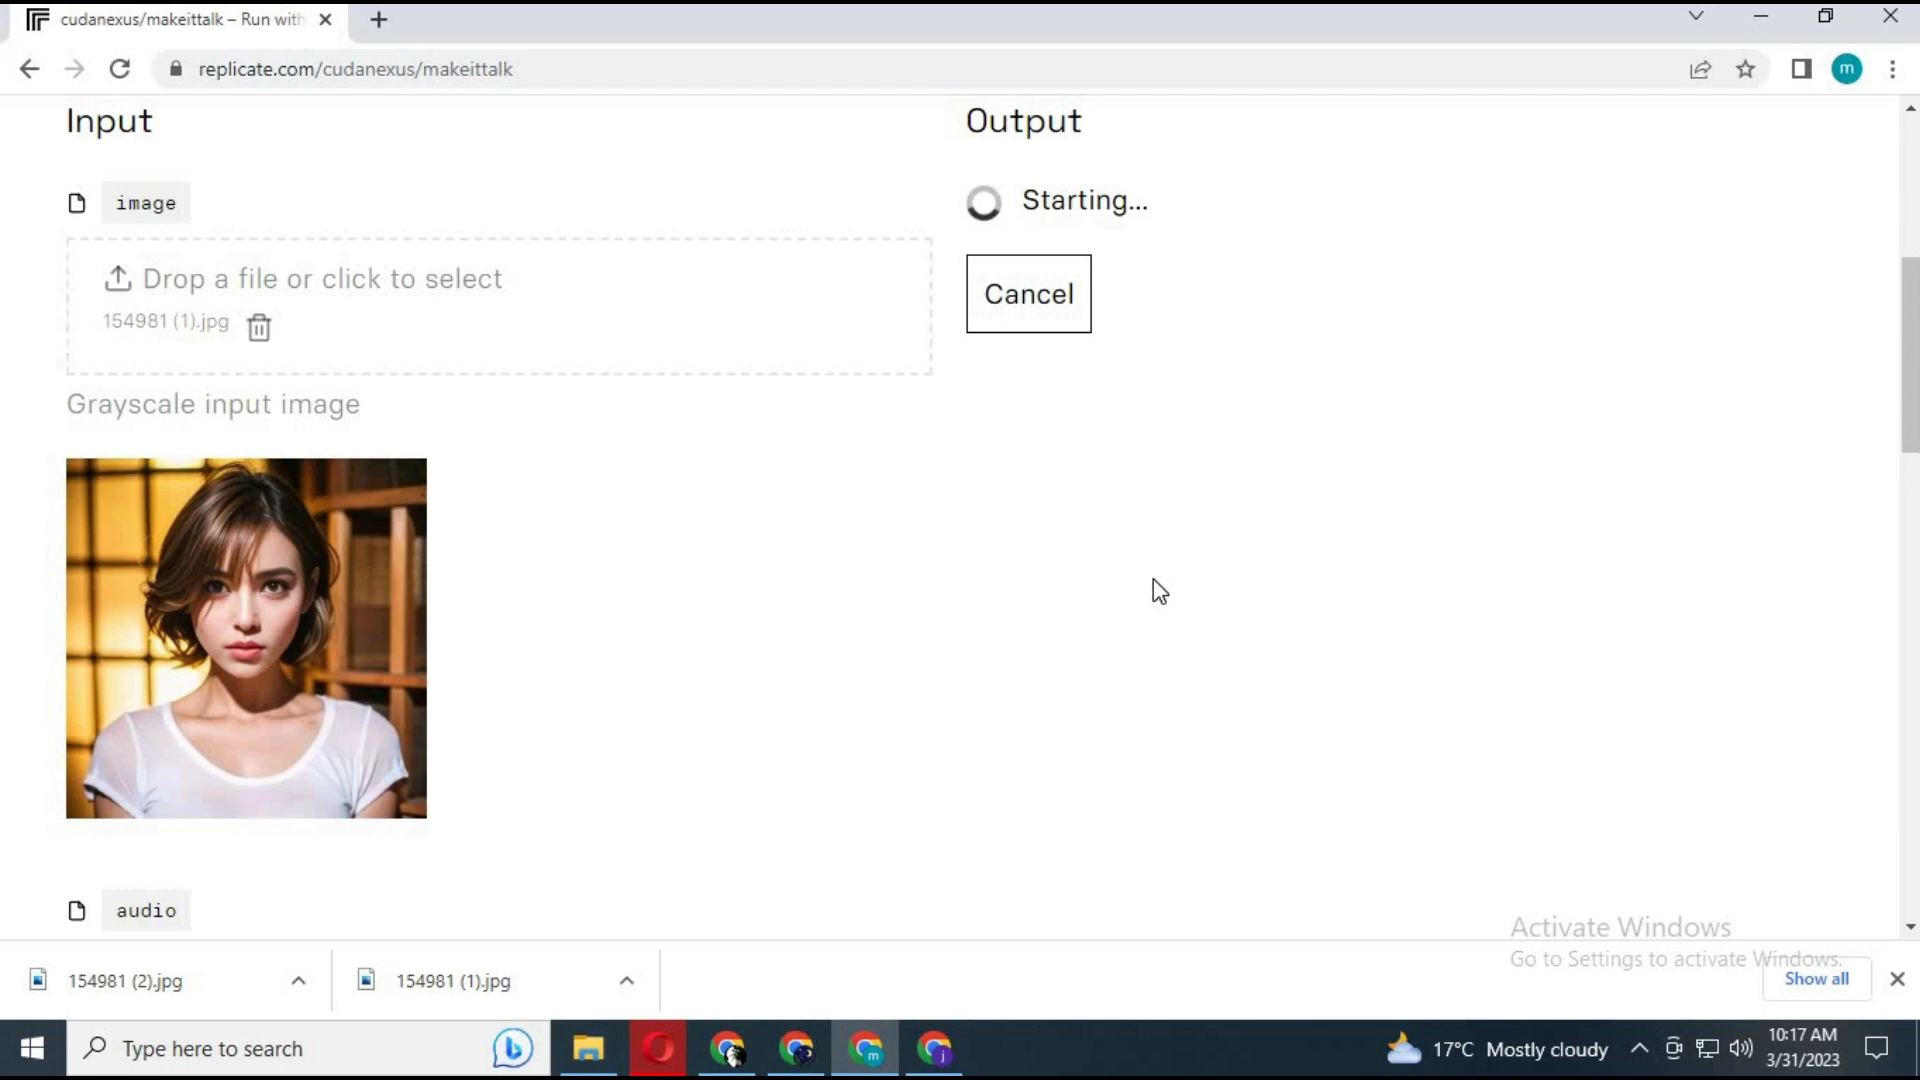 cudanexus/makeittalk – Run with
replicate.com/cudanexus/makeittalk
m
Input
image
Drop a file or click to select
154981 (1).jpg
Grayscale input image
audio
Output
Starting...
Cancel
Activate Windows
Go to Settings to activate Windows.
154981 (2).jpg
154981 (1).jpg
Show all
Type here to search
m
j
17°C Mostly cloudy
10:17 AM
3/31/2023